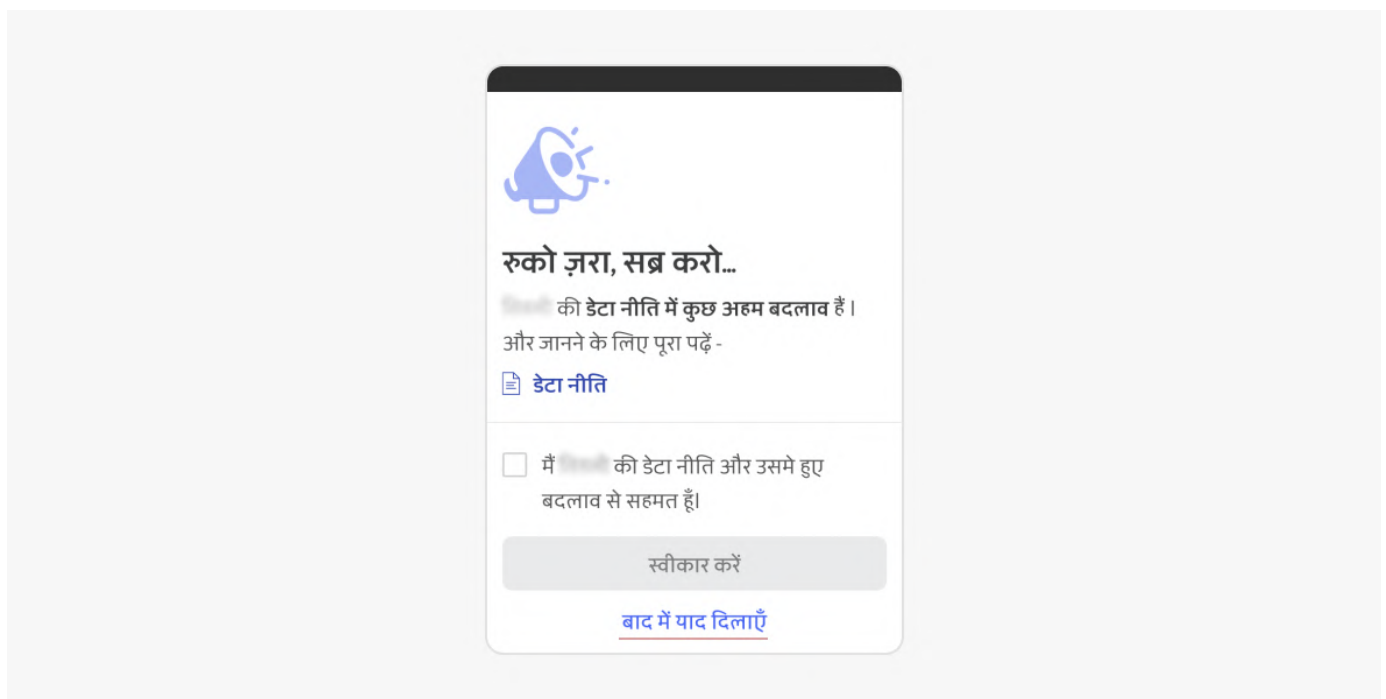 रुको ज़रा, सब्र करो...
की डेटा नीति में कुछ अहम बदलाव हैं।
और जानने के लिए पूरा पढ़ें -
डेटा नीति
मैं की डेटा नीति और उसमे हुए
बदलाव से सहमत हूँ।
स्वीकार करें
बाद में याद दिलाएँ